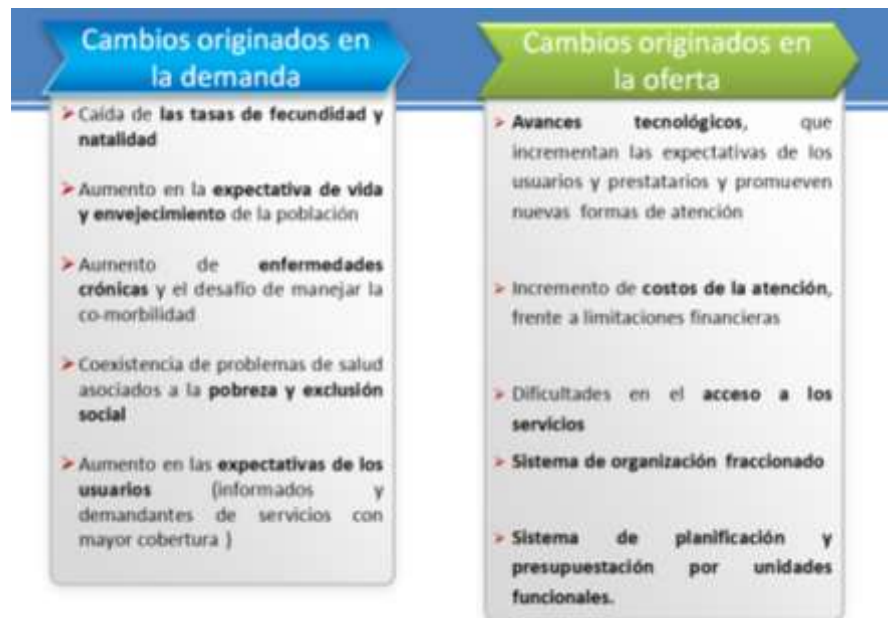 Cambios originados en
la demanda
➢Caída de las tasas de fecundidad y
natalidad
➢Aumento en la expectativa de vida
y envejecimiento de la población
➢Aumento de enfermedades
crónicas y el desafío de manejar la
co-morbilidad
➢Coexistencia de problemas de salud
asociados a la pobreza y exclusión
social
➢Aumento en las expectativas de los
usuarios (informados y
demandantes de servicios con
mayor cobertura )
Cambios originados en
la oferta
➢ Avances tecnológicos, que
incrementan las expectativas de los
usuarios y prestatarios y promueven
nuevas formas de atención
➢ Incremento de costos de la atención,
frente a limitaciones financieras
➢ Dificultades en el acceso a los
servicios
➢ Sistema de organización fraccionado
➢ Sistema de planificación y
presupuestación por unidades
funcionales.